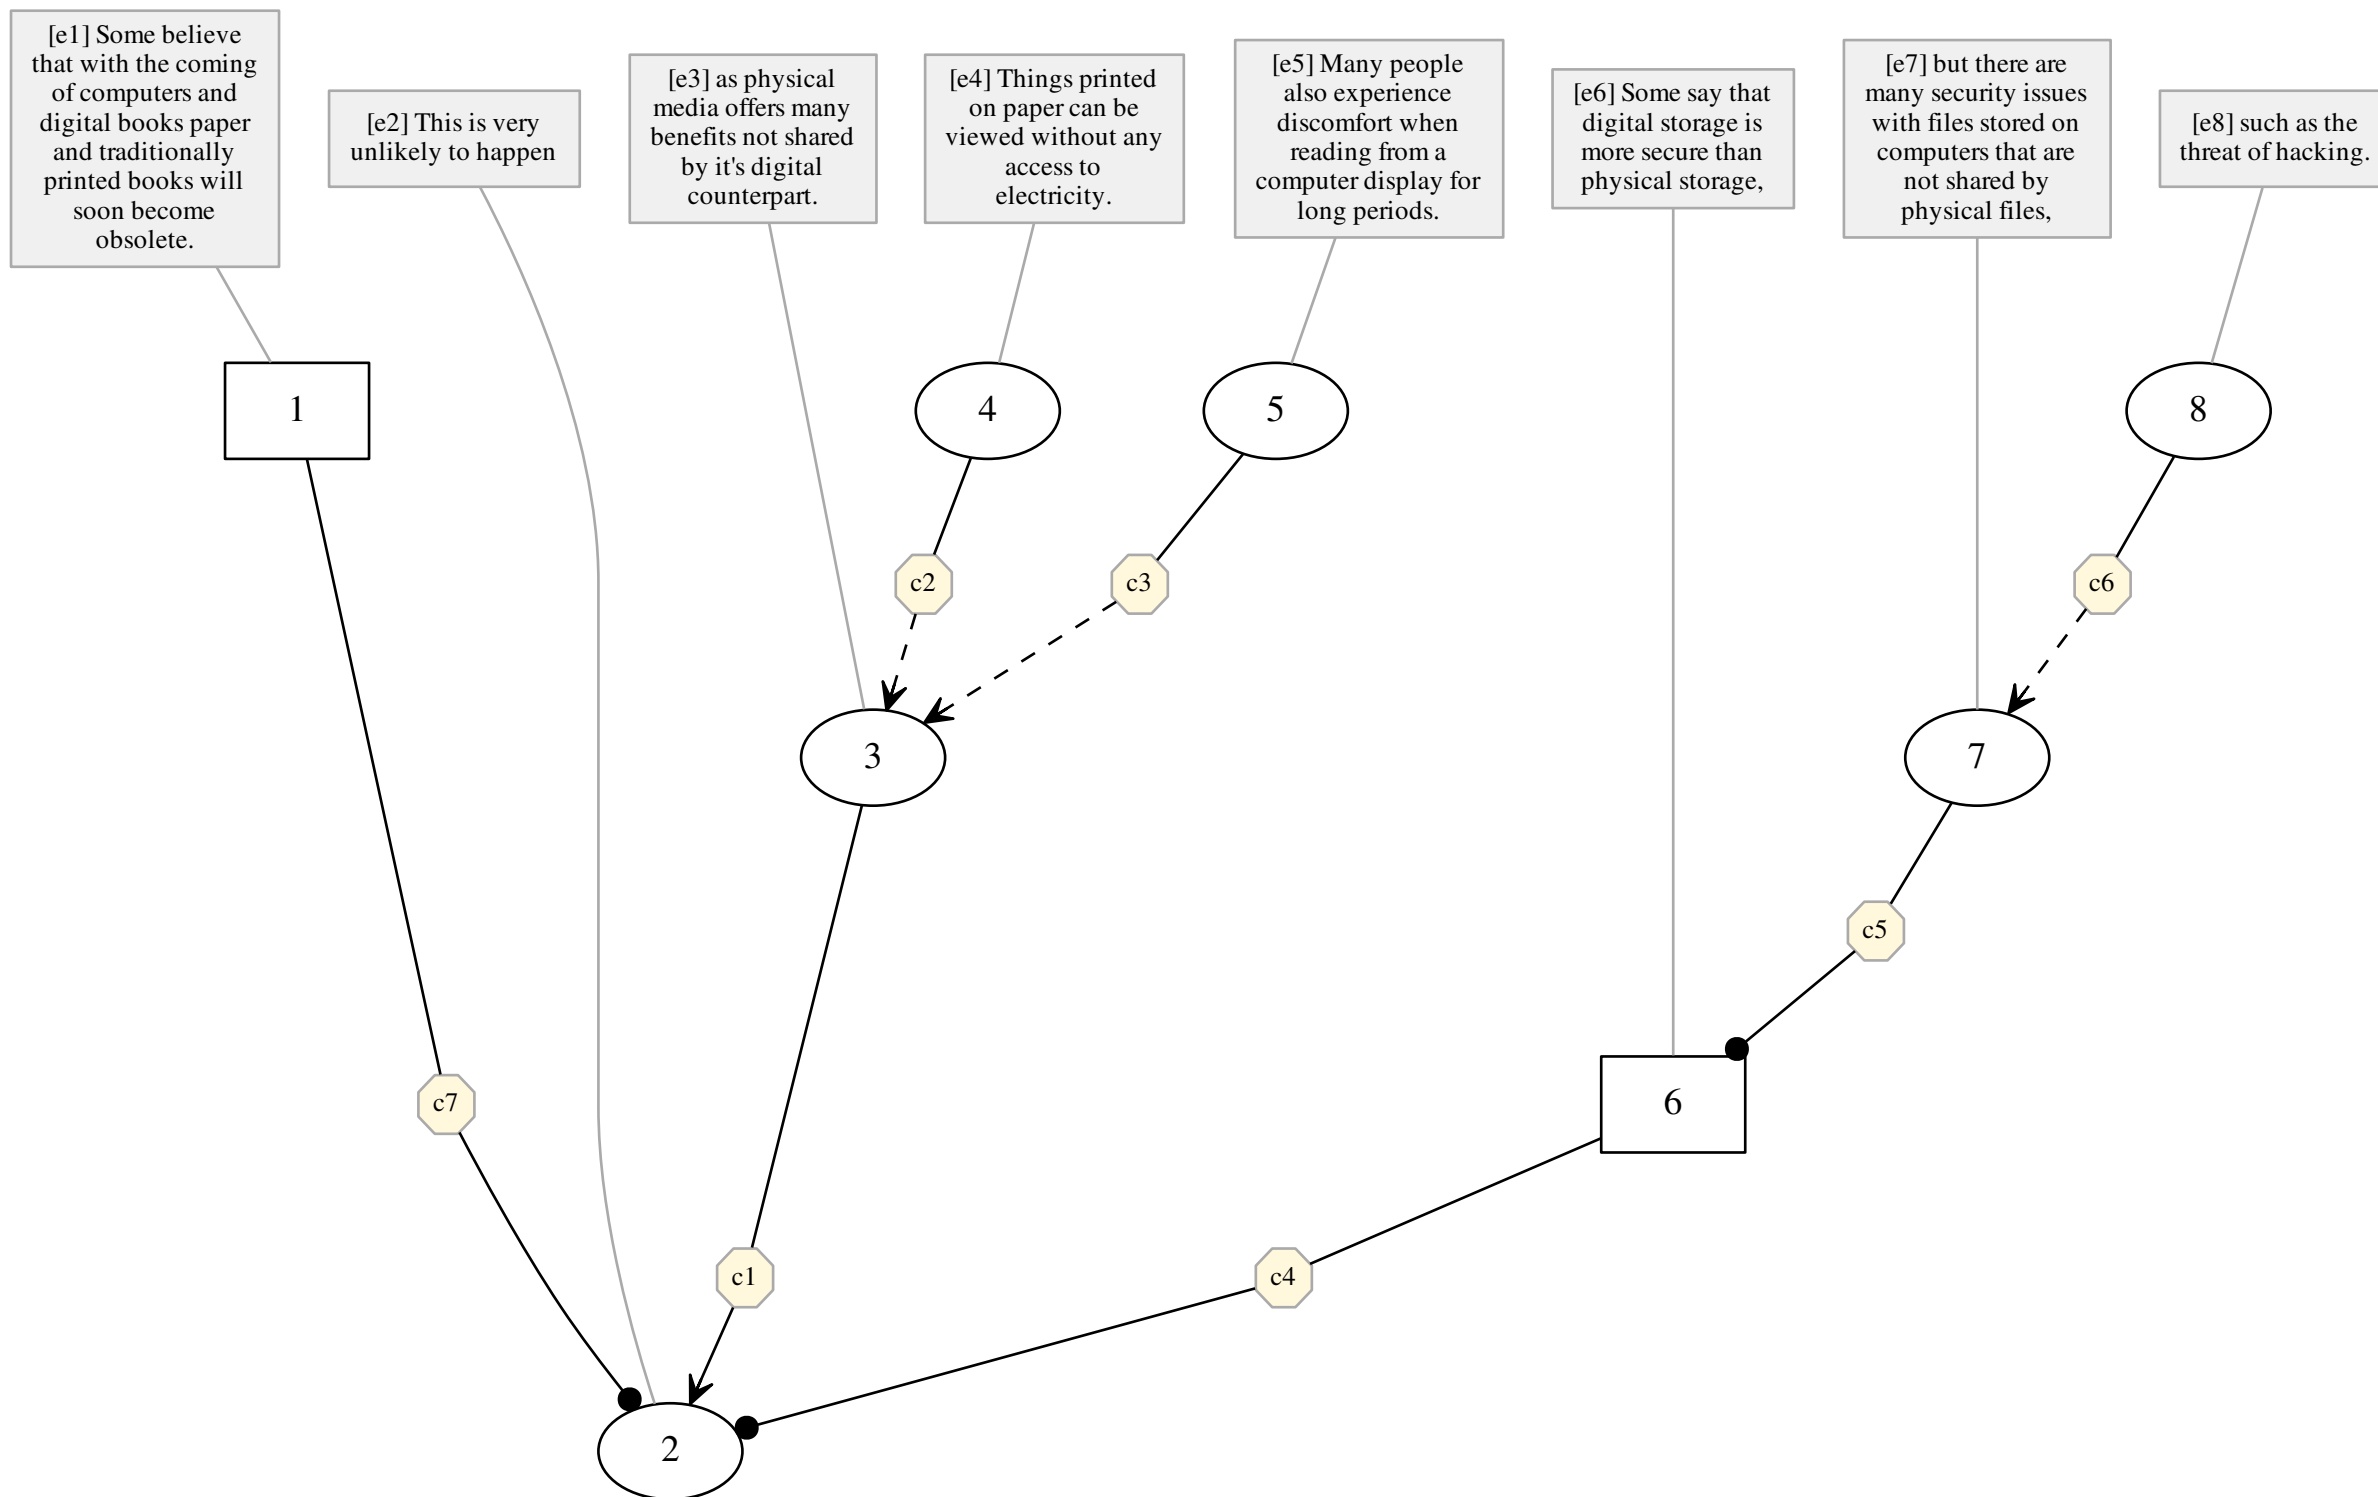 [e1] Some believe
that with the coming
of computers and
digital books paper
and traditionally
printed books will
soon become
obsolete.
[e2] This is very
unlikely to happen
[e3] as physical
media offers many
benefits not shared
by it's digital
counterpart.
[e4] Things printed
on paper can be
viewed without any
access to
electricity.
[e5] Many people
also experience
discomfort when
reading from a
computer display for
long periods.
[e6] Some say that
digital storage is
more secure than
physical storage,
[e7] but there are
many security issues
with files stored on
computers that are
not shared by
physical files,
[e8] such as the
threat of hacking.
1
4
5
8
c2
c3
c6
3
7
c5
c7
6
c1
c4
2